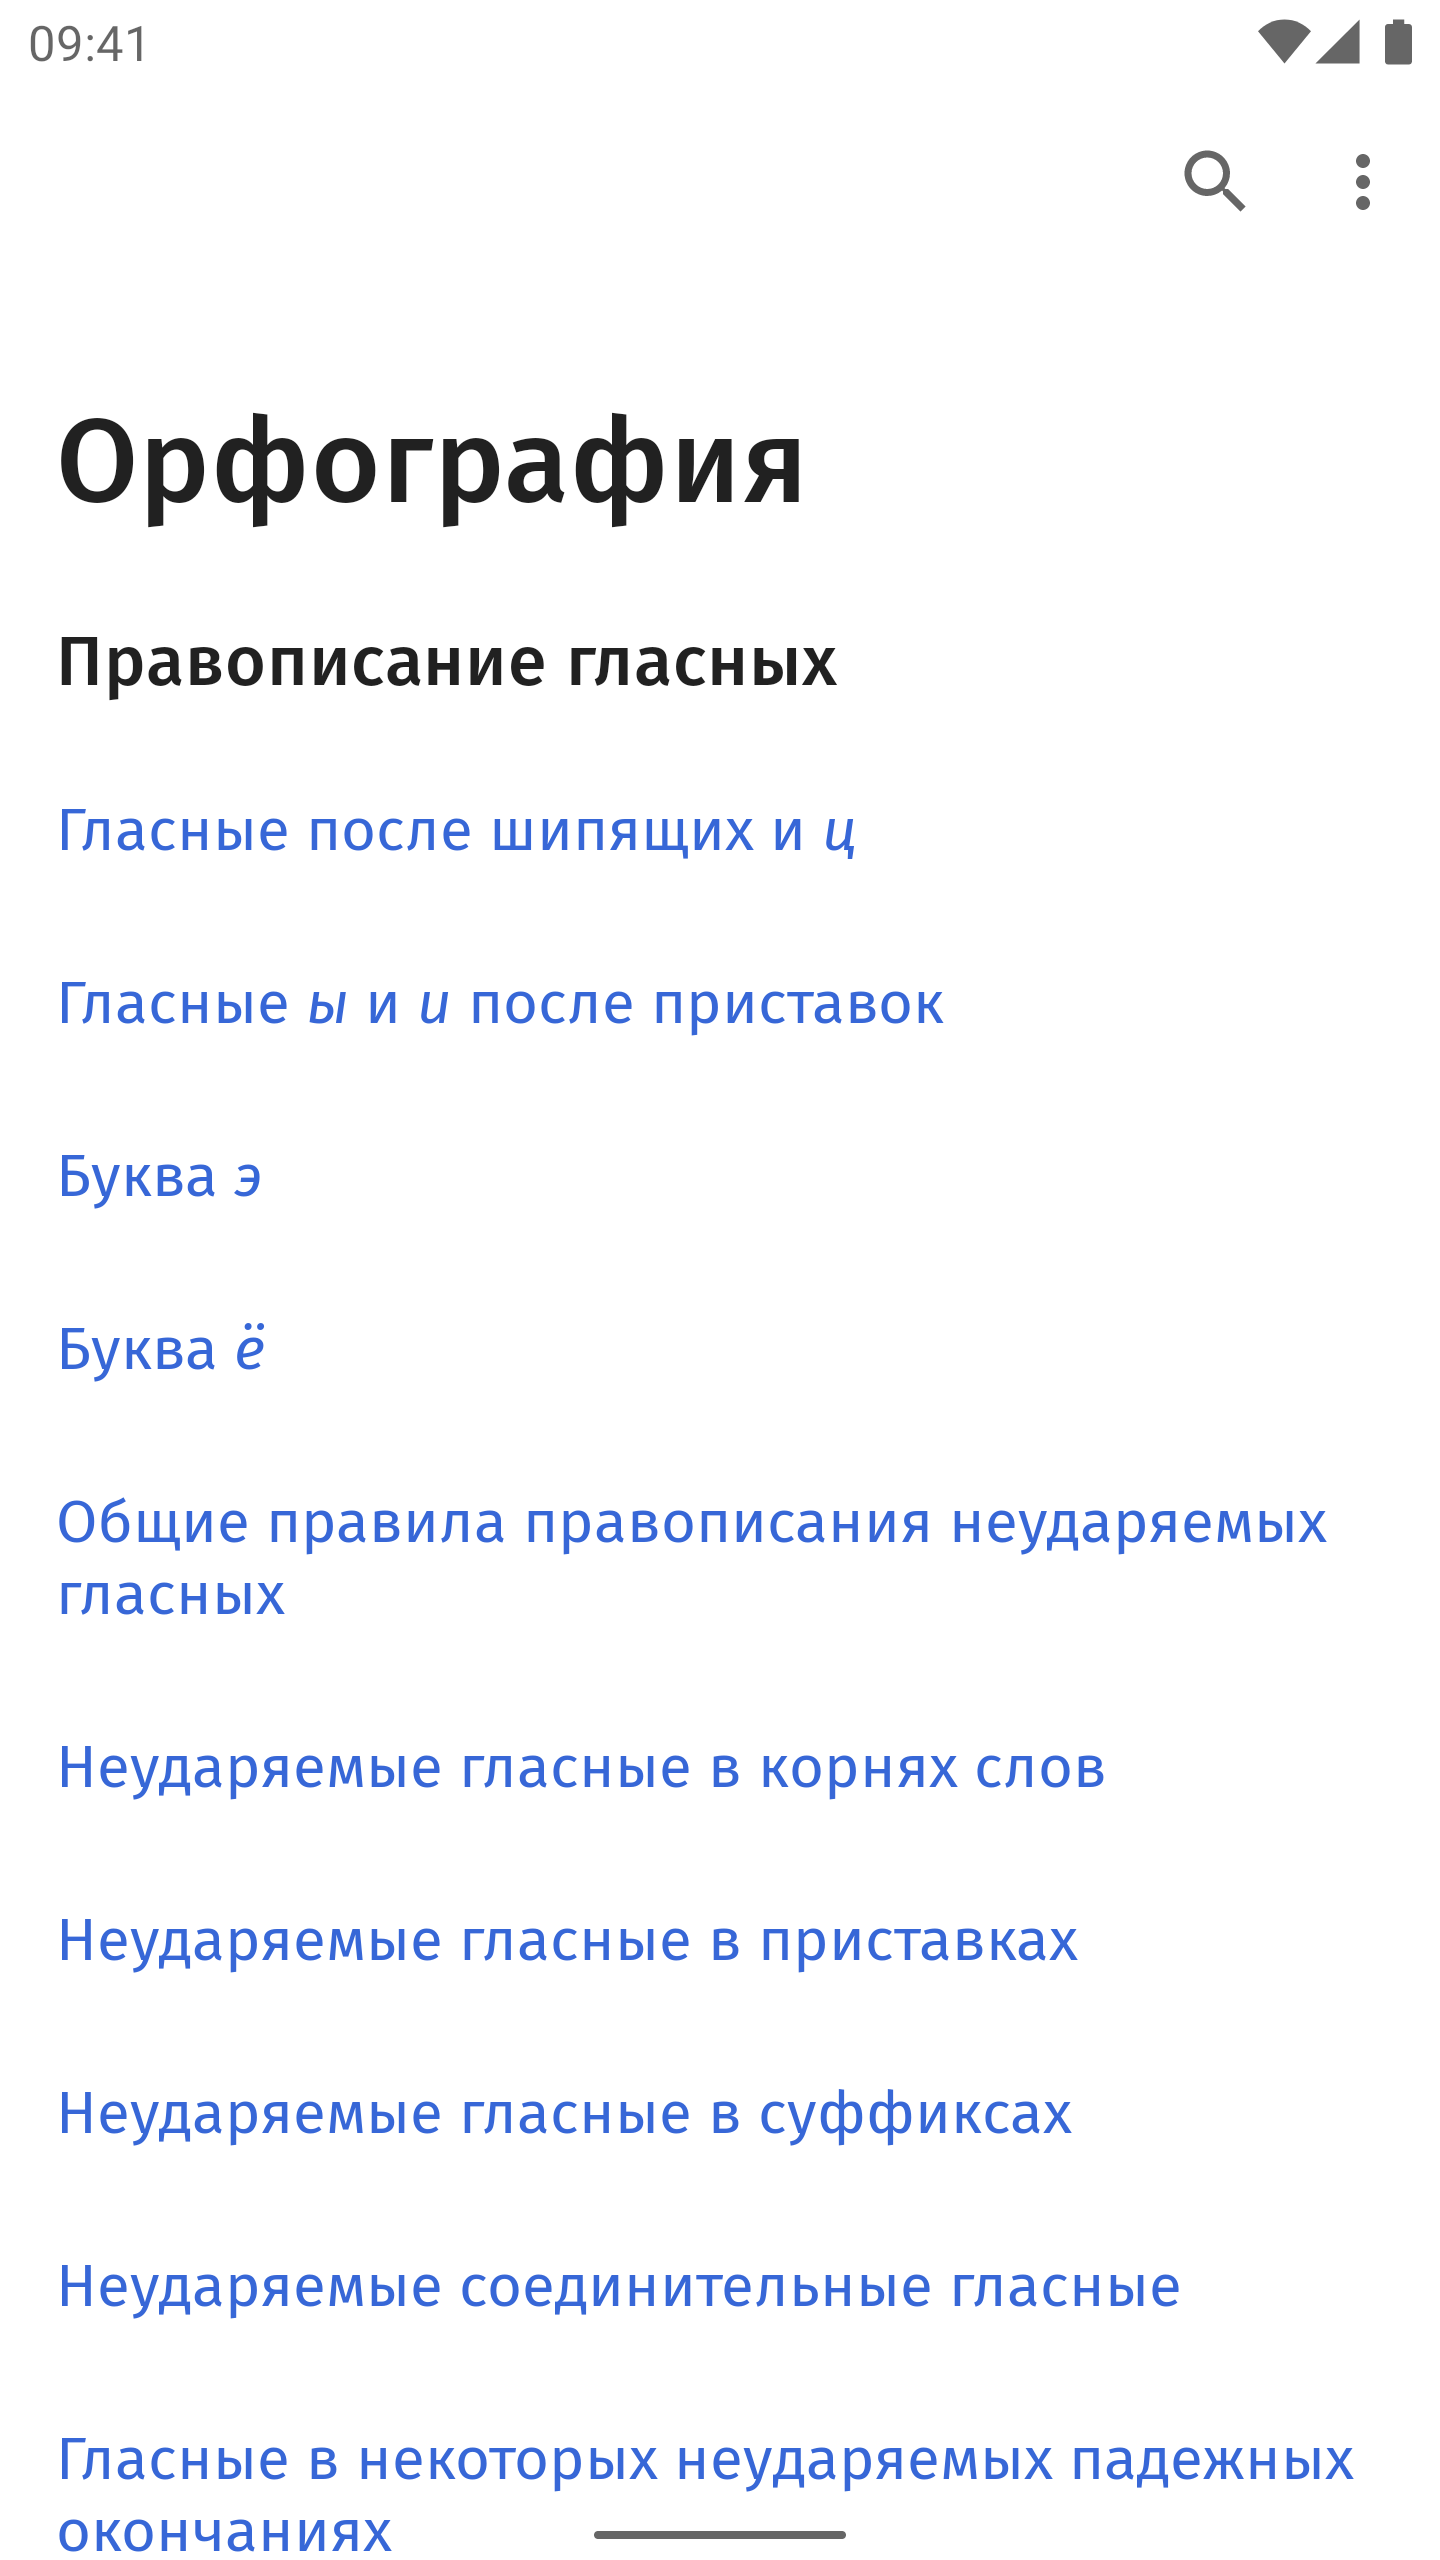 09:41
Орфография
Правописание гласных
Гласные после шипящих и ц
Гласные ы и и после приставок
Буква э
Буква ё
Общие правила правописания неударяемых
гласных
Неударяемые гласные в корнях слов
Неударяемые гласные в приставках
Неударяемые гласные в суффиксах
Неударяемые соединительные гласные
Гласные в некоторых неударяемых падежных
окончаниях